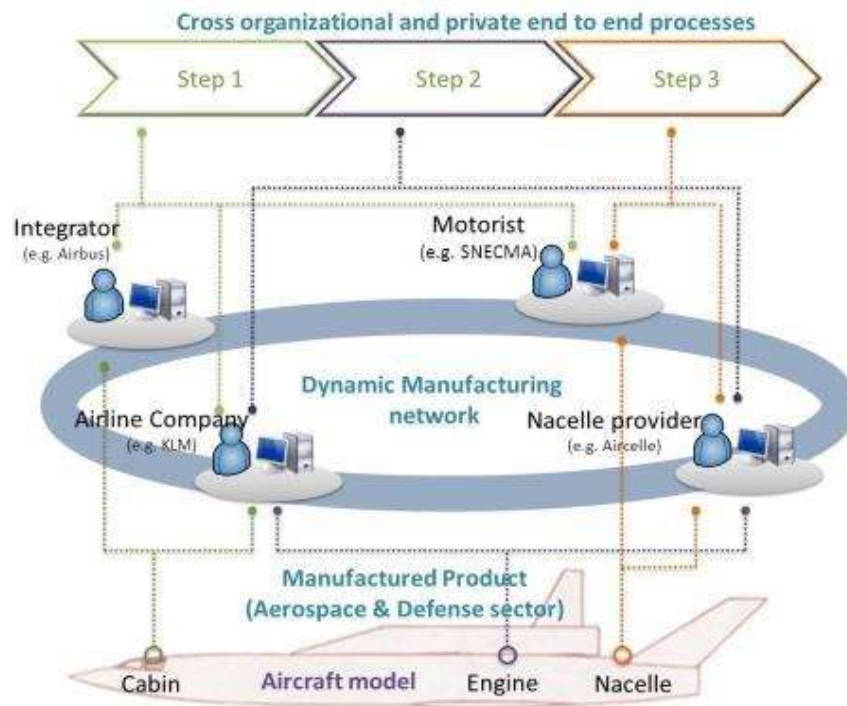 Cross organizational and private end to end processes
Step 1
Step 2
Step 3
Integrator
(e.g. Airbus)
Motorist
(e.g. SNECMA)
Dynamic Manufacturing
network
Airline Company
(e.g. KLM)
Nacelle provider
(e.g. Aircelle)
Manufactured Product
(Aerospace & Defense sector)
Cabin
Aircraft model
Engine
Nacelle